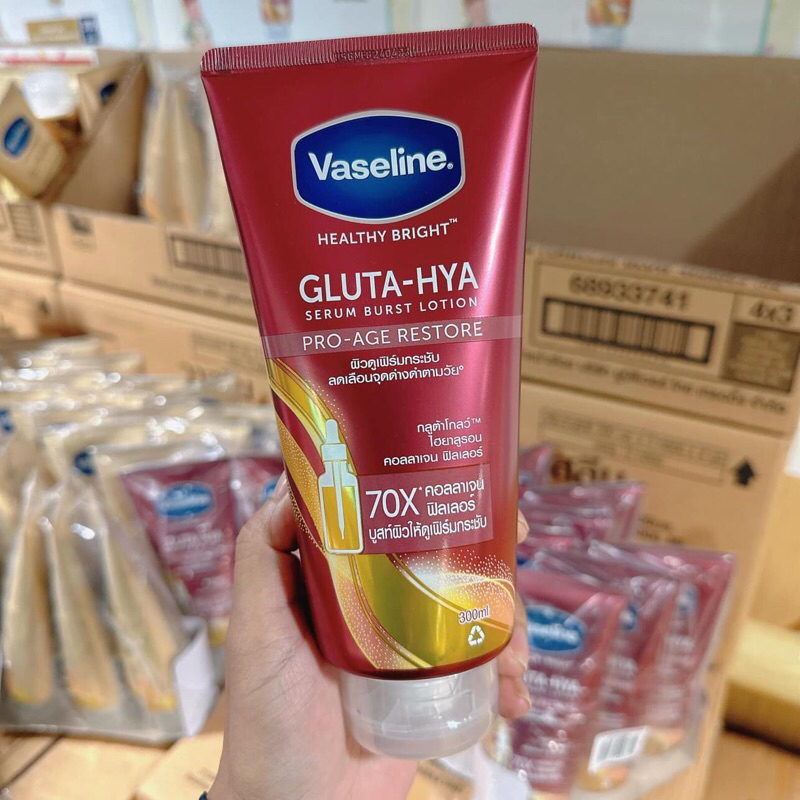 Vaseline.
HEALTHY BRIGHT™
GLUTA-HYA
SERUM BURST LOTION
PRO-AGE RESTORE
ผิวดูเฟิร์มกระชับ
ลดเลือนจุดด่างดำตามวัย
กลูต้าโกลว์™
ไฮยาลูรอน
คอลลาเจน ฟิลเลอร์
70X* คอลลาเจน
ฟิลเลอร์
บูสท์ผิวให้ดูเฟิร์มกระชับ
300ml
68933741
4x3
Vaseline